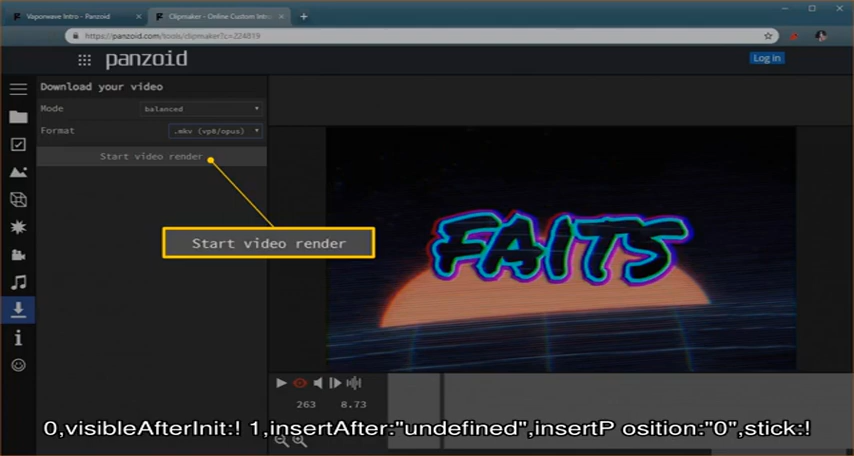 Vaporwave Intro - Panzoid
Clipmaker - Online Custom Intro
https://panzoid.com/tools/clipmaker?c=224819
panzoid
Log in
Download your video
Mode
balanced
Format
.mkv (vp8/opus)
Start video render
Start video render
FAITS
263
8.73
0,visibleAfterInit:! 1,insertAfter:"undefined",insertP osition:"0",stick:!